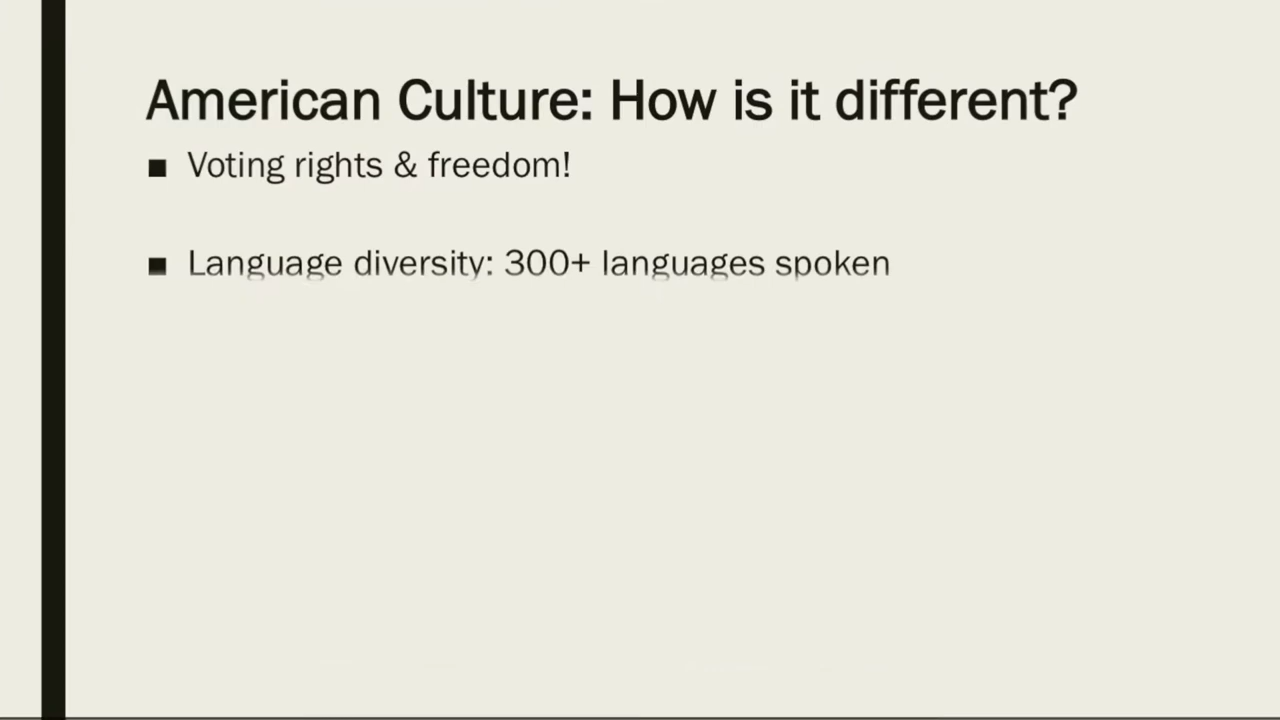 American Culture: How is it different?
■ Voting rights & freedom!
■ Language diversity: 300+ languages spoken